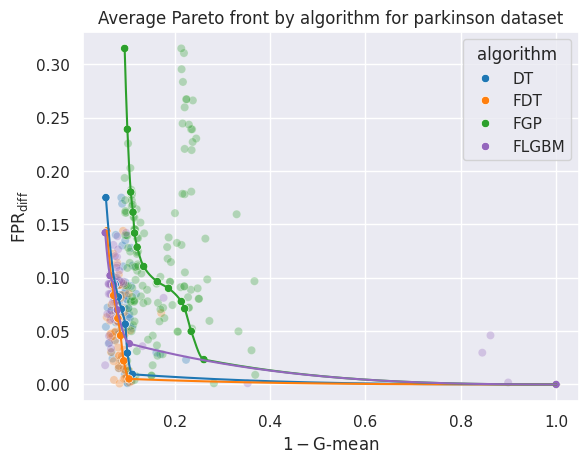 Average Pareto front by algorithm for parkinson dataset
algorithm
DT
FDT
FGP
FLGBM
FPR_diff
0.30
0.25
0.20
0.15
0.10
0.05
0.00
0.2 0.4 0.6 0.8 1.0
1 − G-mean